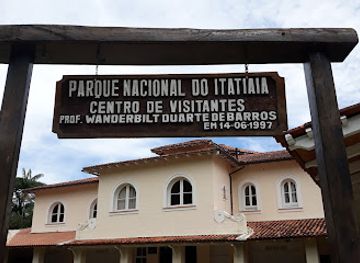 PARQUE NACIONAL DO ITATIAIA
CENTRO DE VISITANTES
PROF. WANDERBILT DUARTE DE BARROS
EM 14-06-1997